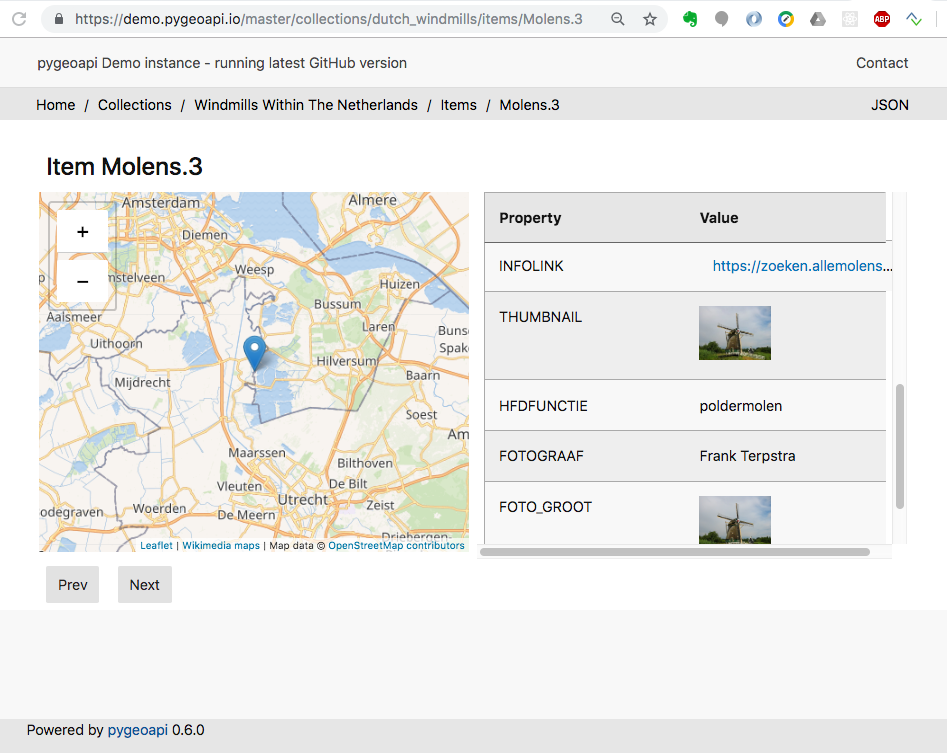 https://demo.pygeoapi.io/master/collections/dutch_windmills/items/Molens.3
ABP
pygeoapi Demo instance - running latest GitHub version
Contact
Home / Collections / Windmills Within The Netherlands / Items / Molens.3
JSON
Item Molens.3
+
−
Amsterdam
Almere
Diemen
Weesp
mstelveen
Huizen
Bussum
Aalsmeer
Laren
Buns
Spak
Uithoorn
Hilversum
Baarn
Mijdrecht
Soest
Am
Maarssen
Bilthoven
Vleuten
De Bilt
Utrecht
Zeist
Woerden
De Meern
odegraven
Driebergen-
Leaflet | Wikimedia maps | Map data © OpenStreetMap contributors
Property Value
INFOLINK https://zoeken.allemolens...
THUMBNAIL
HFDFUNCTIE poldermolen
FOTOGRAAF Frank Terpstra
FOTO_GROOT
Prev Next
Powered by pygeoapi 0.6.0